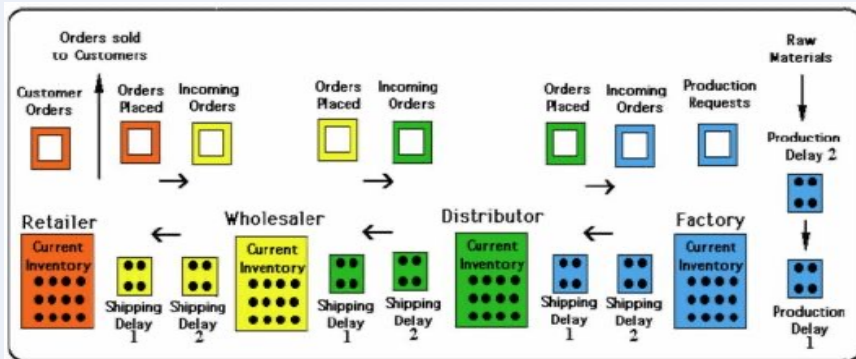 Orders sold
to Customers
Customer
Orders
Orders
Placed
Incoming
Orders
Orders
Placed
Incoming
Orders
Orders
Placed
Incoming
Orders
Production
Requests
Raw
Materials
Production
Delay 2
Retailer
Wholesaler
Distributor
Factory
Current
Inventory
Shipping
Delay
1
Shipping
Delay
2
Current
Inventory
Shipping
Delay
1
Shipping
Delay
2
Current
Inventory
Shipping
Delay
1
Shipping
Delay
2
Current
Inventory
Production
Delay
1